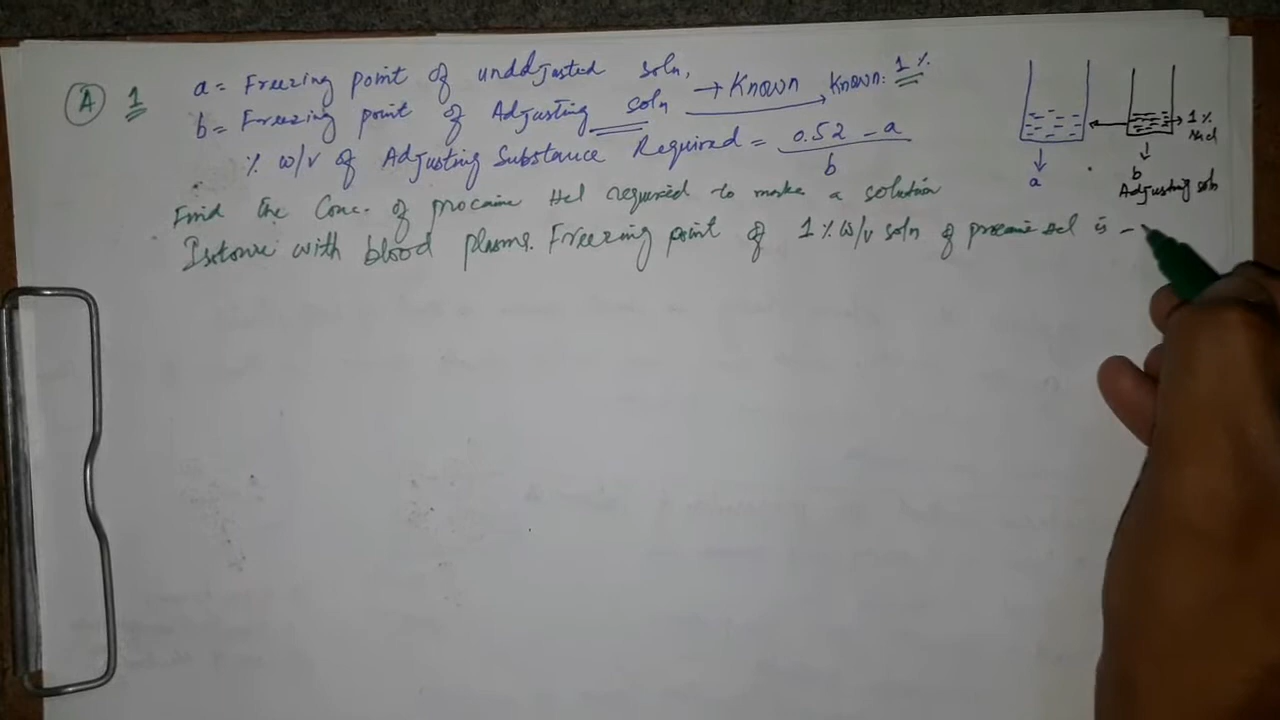 A 1 a = Freezing point of unddjusted soln,
b = Freezing point of Adjusting soln → Known Known: 1%
% w/v of Adjusting Substance Required = 0.52 - a / b
Find the Conc. of procaine Hcl required to make a solution
Isotonic with blood plasma. Freezing point of 1% w/v soln of procaine Hcl is -
1%
Nacl
a
b
Adjusting soln